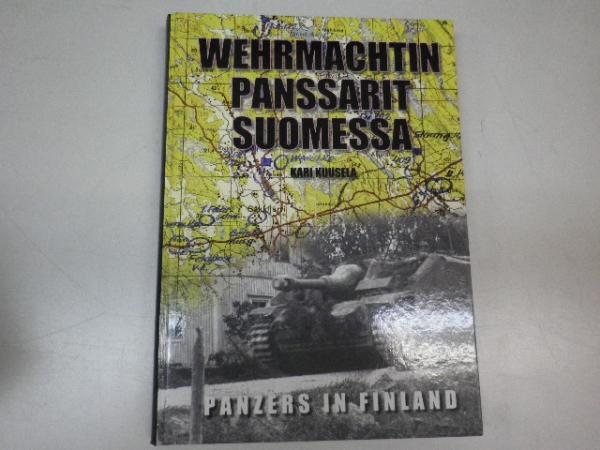 WEHRMACHTIN
PANSSARIT
SUOMESSA
KARI KUUSELA
PANZERS IN FINLAND